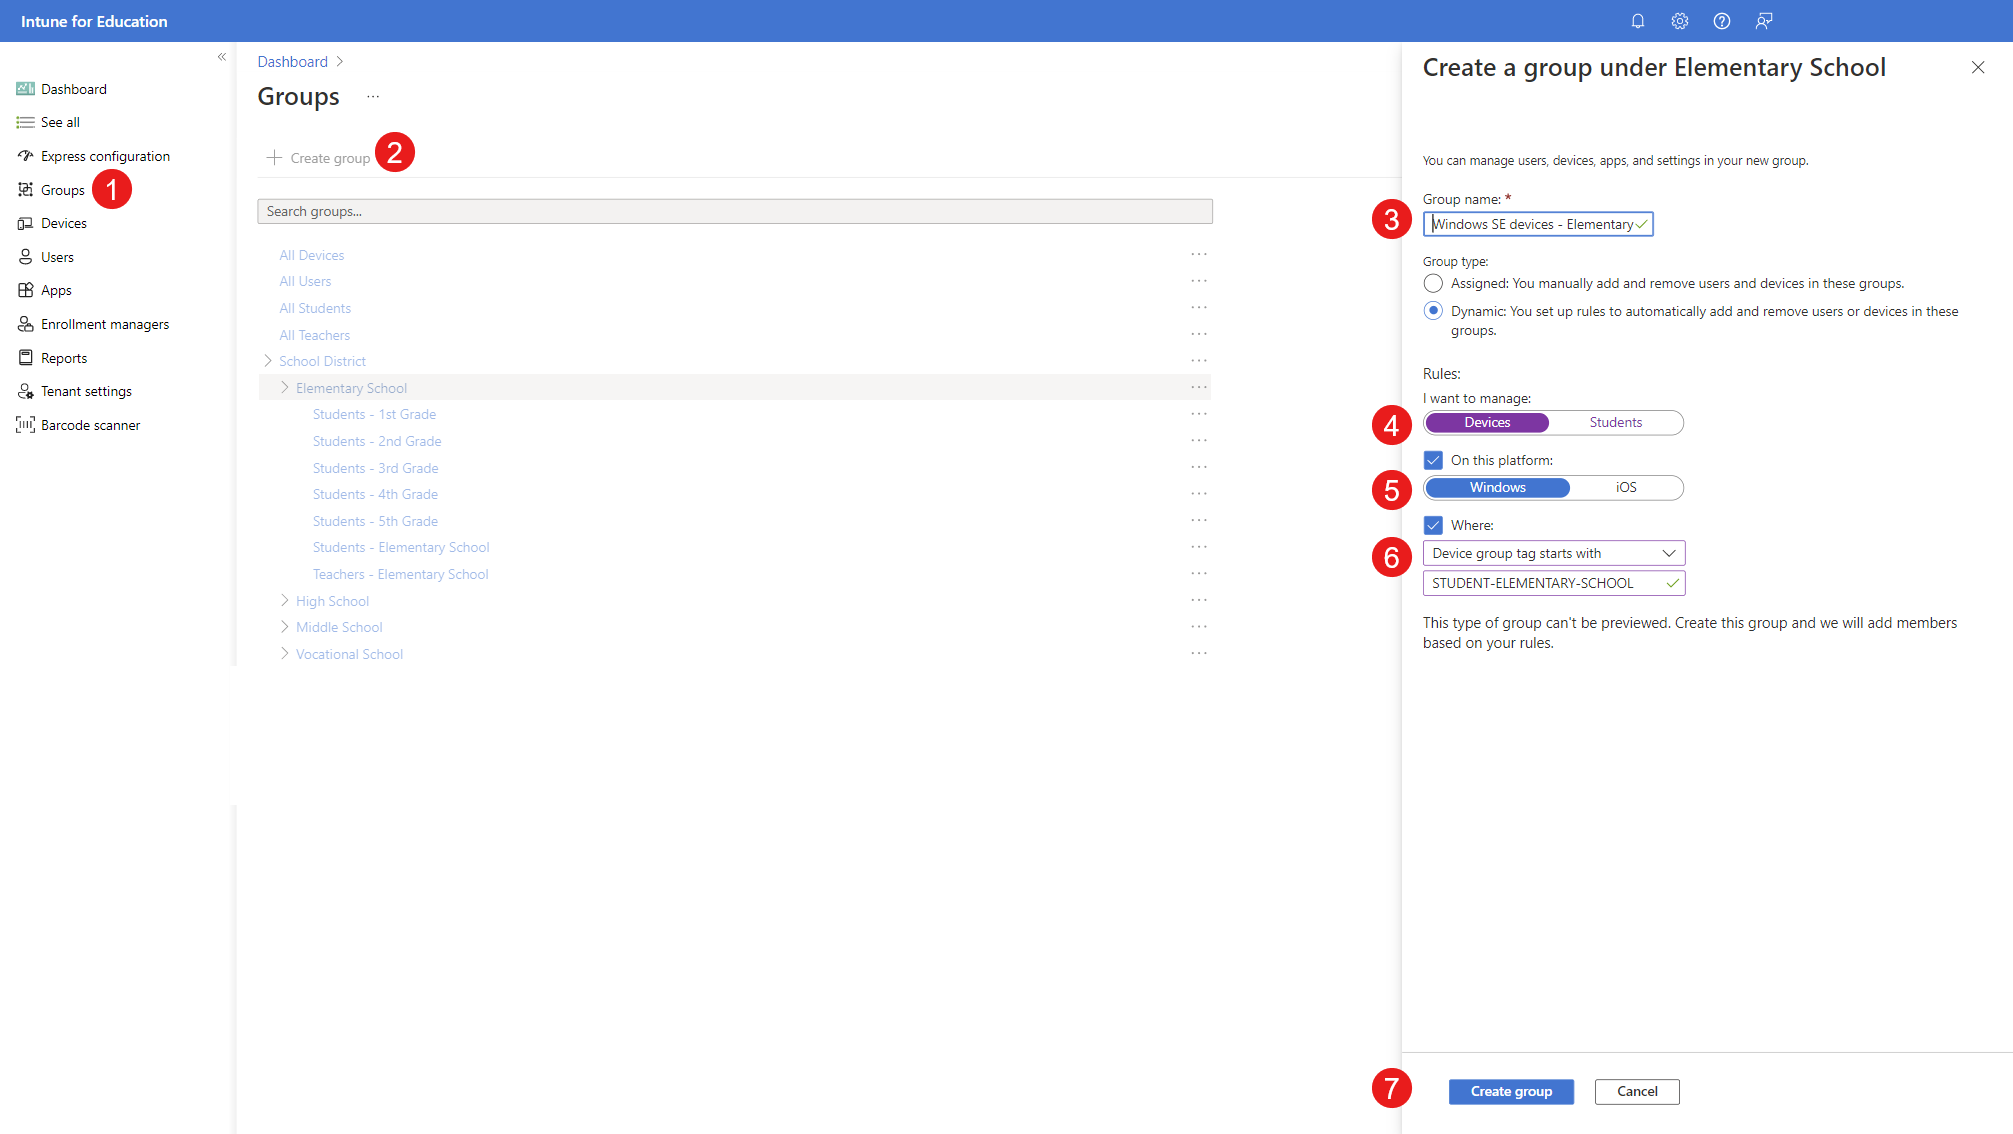 Intune for Education
«
Dashboard
See all
Express configuration
Groups 1
Devices
Users
Apps
Enrollment managers
Reports
Tenant settings
Barcode scanner
Dashboard >
Groups ...
+ Create group 2
Search groups...
All Devices ...
All Users ...
All Students ...
All Teachers ...
School District ...
Elementary School ...
Students - 1st Grade ...
Students - 2nd Grade ...
Students - 3rd Grade ...
Students - 4th Grade ...
Students - 5th Grade ...
Students - Elementary School ...
Teachers - Elementary School ...
High School ...
Middle School ...
Vocational School ...
Create a group under Elementary School
You can manage users, devices, apps, and settings in your new group.
Group name: *
3 Windows SE devices - Elementary
Group type:
Assigned: You manually add and remove users and devices in these groups.
Dynamic: You set up rules to automatically add and remove users or devices in these
groups.
Rules:
I want to manage:
4 Devices Students
On this platform:
5 Windows iOS
Where:
6 Device group tag starts with
STUDENT-ELEMENTARY-SCHOOL
This type of group can't be previewed. Create this group and we will add members
based on your rules.
7 Create group Cancel